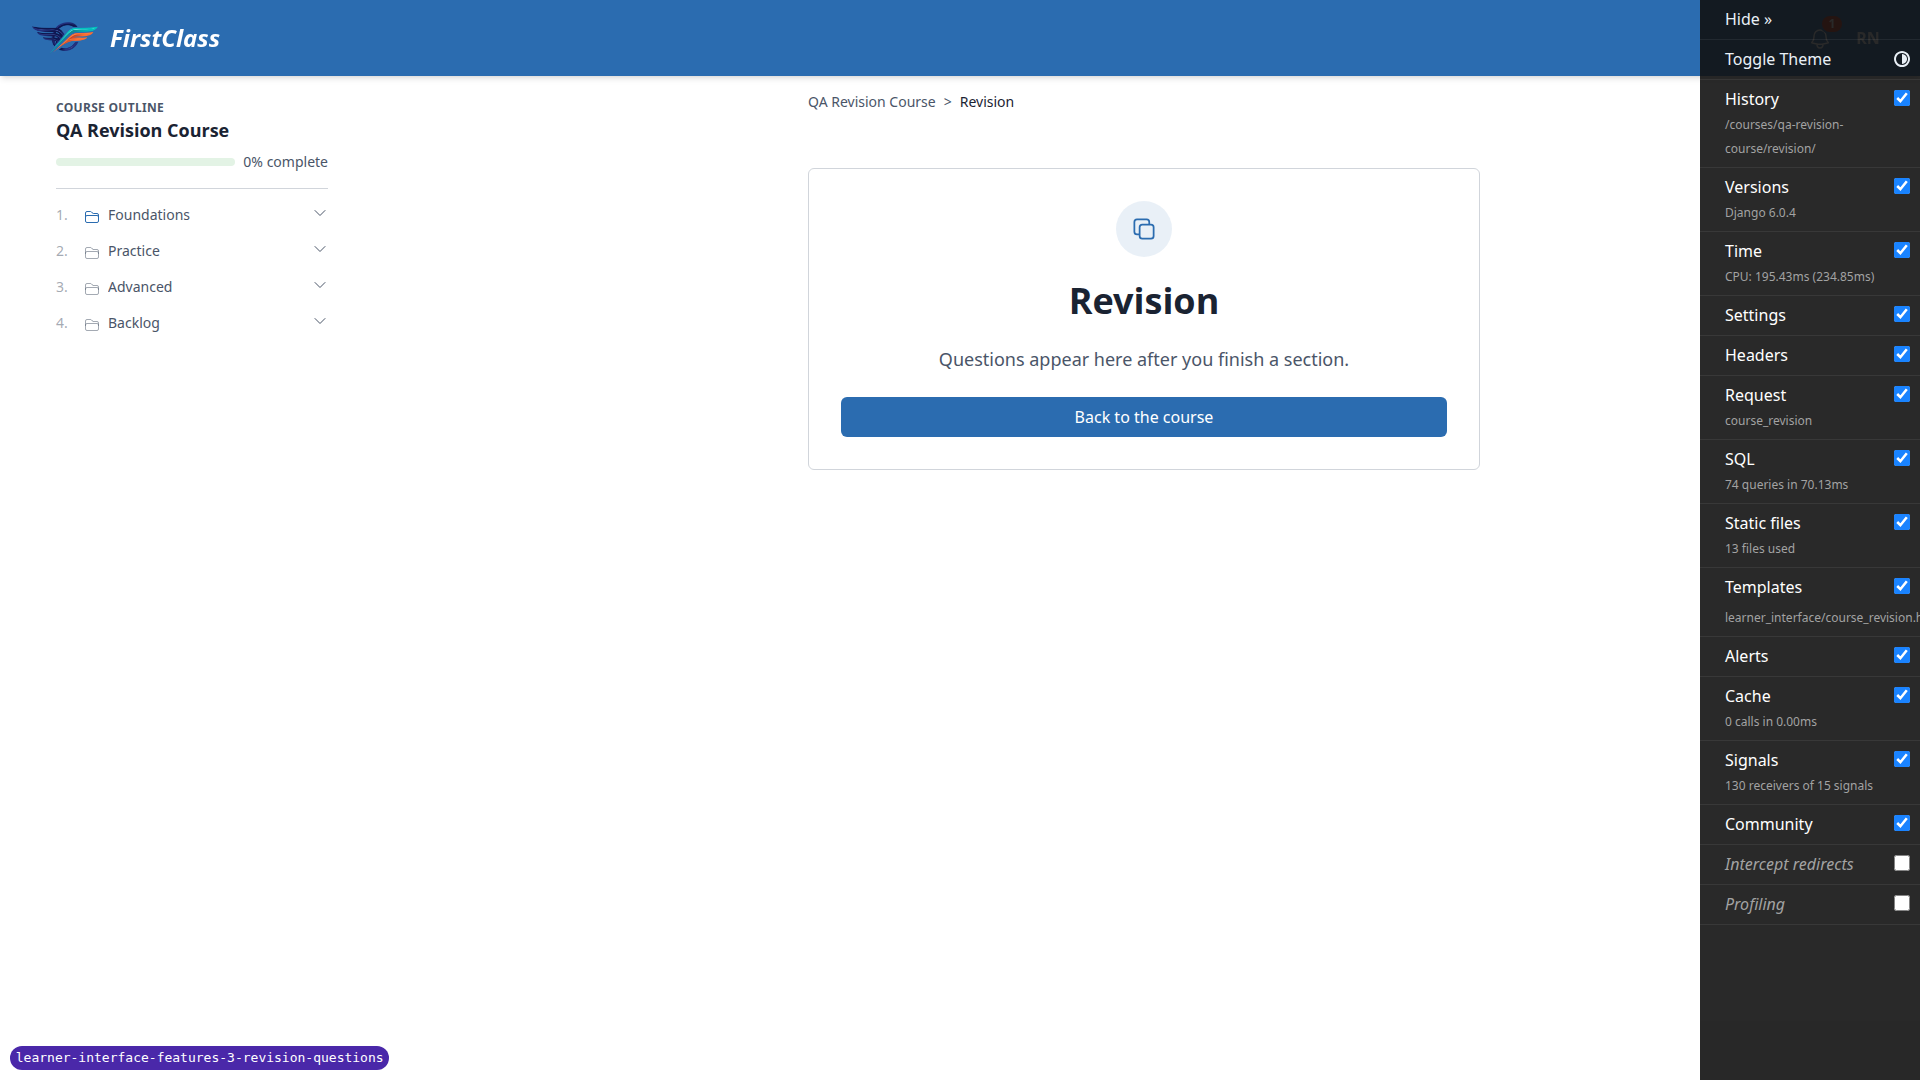 FirstClass
COURSE OUTLINE
QA Revision Course
0% complete
1. Foundations
2. Practice
3. Advanced
4. Backlog
QA Revision Course > Revision
Revision
Questions appear here after you finish a section.
Back to the course
learner-interface-features-3-revision-questions
Hide »
1
RN
Toggle Theme
History
/courses/qa-revision-
course/revision/
Versions
Django 6.0.4
Time
CPU: 195.43ms (234.85ms)
Settings
Headers
Request
course_revision
SQL
74 queries in 70.13ms
Static files
13 files used
Templates
learner_interface/course_revision.h
Alerts
Cache
0 calls in 0.00ms
Signals
130 receivers of 15 signals
Community
Intercept redirects
Profiling